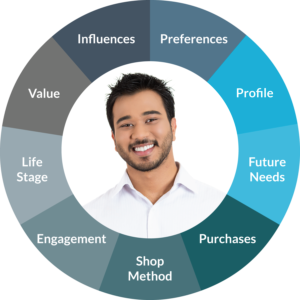 Influences
Preferences
Profile
Future
Needs
Purchases
Shop
Method
Engagement
Life
Stage
Value